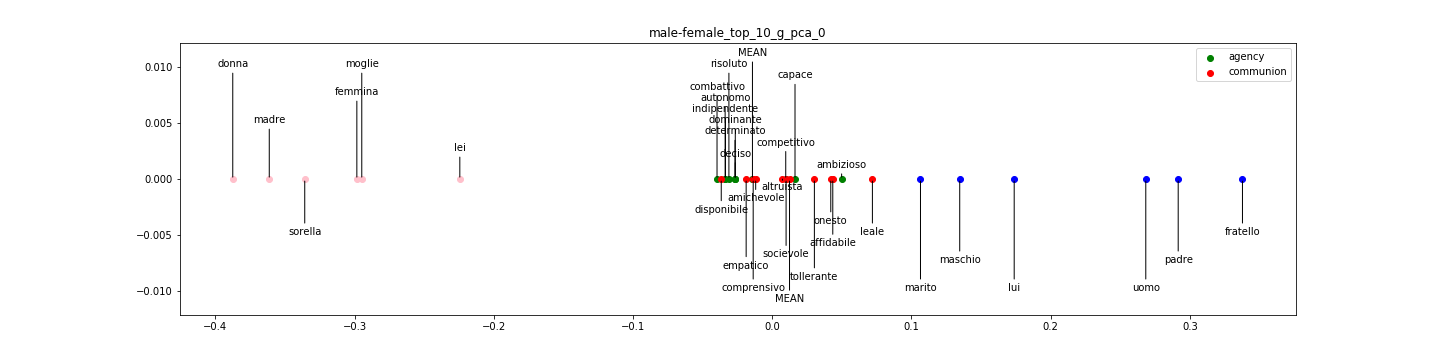 male-female_top_10_g_pca_0
MEAN
0.010
donna
moglie
risoluto
capace
agency
communion
femmina
combattivo
autonomo
indipendente
0.005
madre
dominante
determinato
lei
deciso
competitivo
ambizioso
0.000
altruista
amichevole
disponibile
sorella
onesto
leale
−0.005
affidabile
socievole
maschio
padre
fratello
empatico
tollerante
−0.010
comprensivo
marito
lui
uomo
MEAN
−0.4
−0.3
−0.2
−0.1
0.0
0.1
0.2
0.3